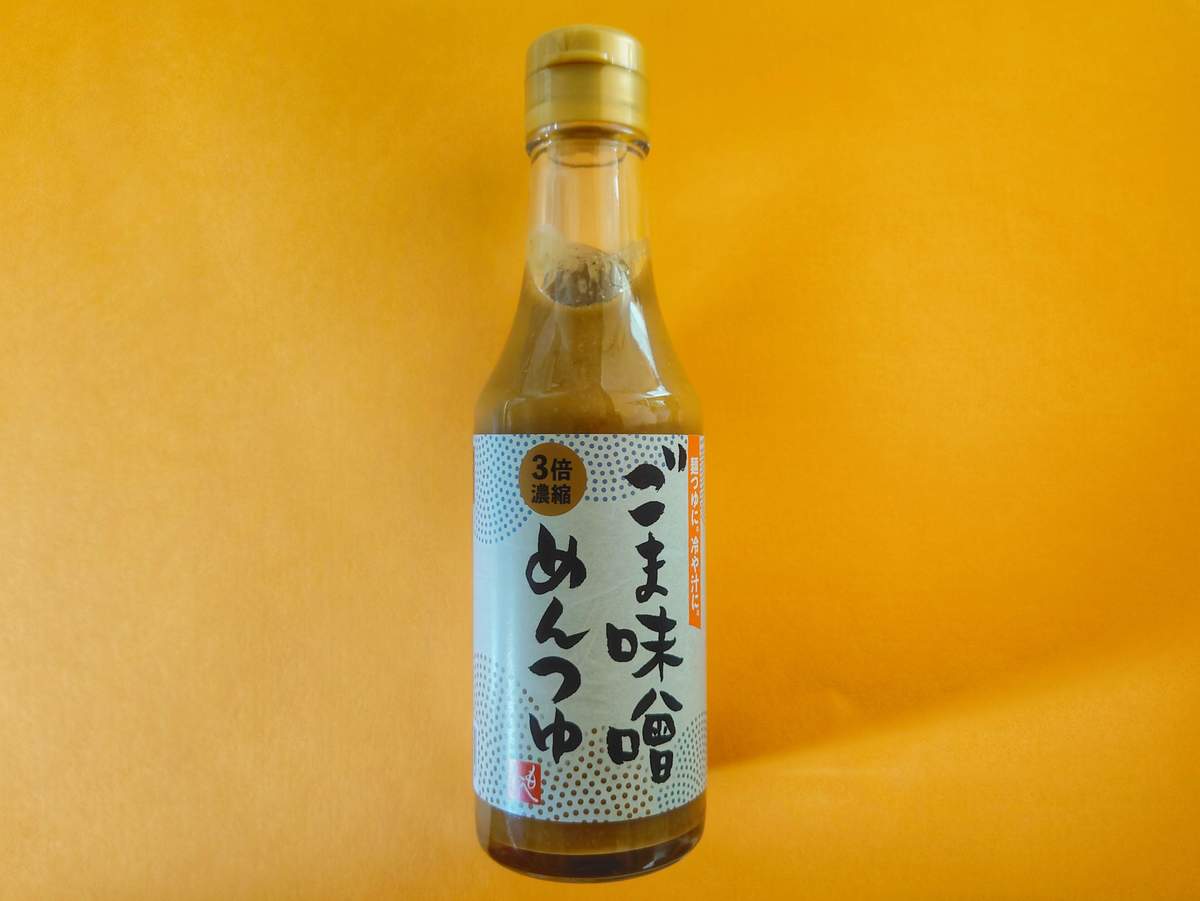 麺つゆに。冷や汁に。
ごま味噌
めんつゆ
3倍
濃縮